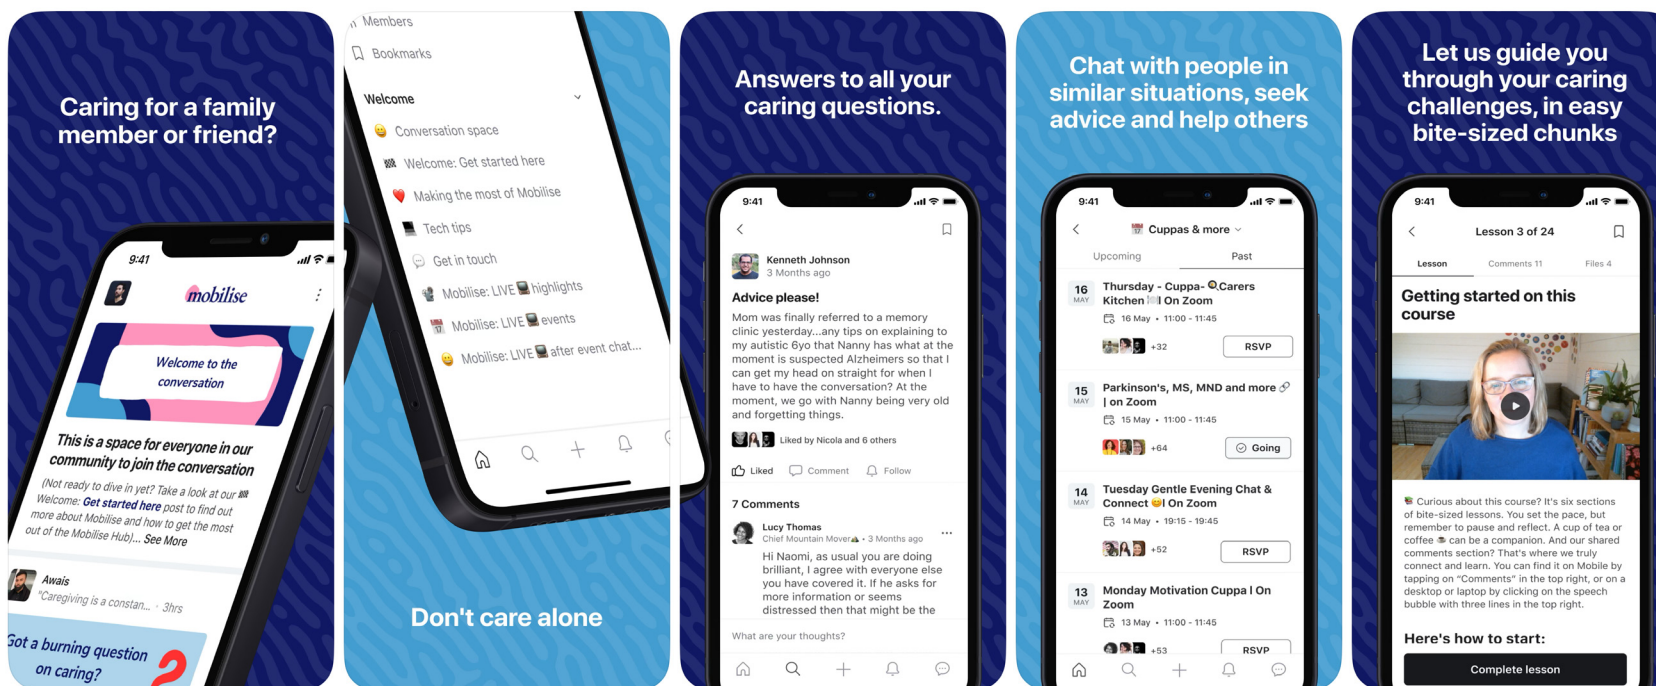 Caring for a family
member or friend?
9:41
mobilise
Welcome to the
conversation
This is a space for everyone in our
community to join the conversation
(Not ready to dive in yet? Take a look at our 🏁
Welcome: Get started here post to find out
more about Mobilise and how to get the most
out of the Mobilise Hub)... See More
Awais
"Caregiving is a constan... · 3hrs
Got a burning question
on caring?
?
Members
Bookmarks
Welcome
😀 Conversation space
🏁 Welcome: Get started here
❤️ Making the most of Mobilise
💻 Tech tips
💬 Get in touch
📽️ Mobilise: LIVE 📺 highlights
📅 Mobilise: LIVE 📺 events
😀 Mobilise: LIVE 📺 after event chat...
Don't care alone
Answers to all your
caring questions.
9:41
Kenneth Johnson
3 Months ago
Advice please!
Mom was finally referred to a memory
clinic yesterday...any tips on explaining to
my autistic 6yo that Nanny has what at the
moment is suspected Alzheimers so that I
can get my head on straight for when I
have to have the conversation? At the
moment, we go with Nanny being very old
and forgetting things.
Liked by Nicola and 6 others
Liked Comment Follow
7 Comments
Lucy Thomas
Chief Mountain Mover🏔️ • 3 Months ago
Hi Naomi, as usual you are doing
brilliant, I agree with everyone else
you have covered it. If he asks for
more information or seems
distressed then that might be the
What are your thoughts?
Chat with people in
similar situations, seek
advice and help others
9:41
📅 Cuppas & more
Upcoming Past
16 MAY
Thursday - Cuppa- 🍳Carers
Kitchen 🍽️I On Zoom
16 May • 11:00 - 11:45
+32 RSVP
15 MAY
Parkinson's, MS, MND and more 🔗
| on Zoom
15 May • 11:00 - 11:45
+64 Going
14 MAY
Tuesday Gentle Evening Chat &
Connect 😊I On Zoom
14 May • 19:15 - 19:45
+52 RSVP
13 MAY
Monday Motivation Cuppa I On
Zoom
13 May • 11:00 - 11:45
+53 RSVP
Let us guide you
through your caring
challenges, in easy
bite-sized chunks
9:41
Lesson 3 of 24
Lesson Comments 11 Files 4
Getting started on this
course
📚 Curious about this course? It's six sections
of bite-sized lessons. You set the pace, but
remember to pause and reflect. A cup of tea or
coffee ☕ can be a companion. And our shared
comments section? That's where we truly
connect and learn. You can find it on Mobile by
tapping on "Comments" in the top right, or on a
desktop or laptop by clicking on the speech
bubble with three lines in the top right.
Here's how to start:
Complete lesson